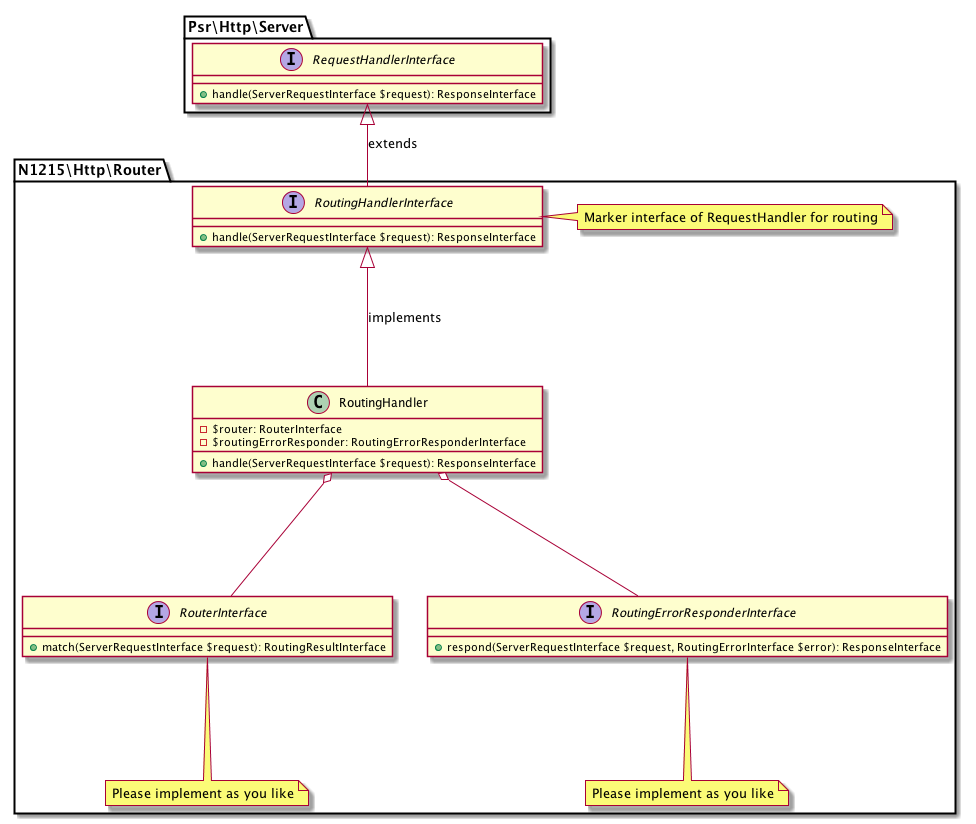 Psr\Http\Server
I RequestHandlerInterface
handle(ServerRequestInterface $request): ResponseInterface
extends
N1215\Http\Router
I RoutingHandlerInterface
handle(ServerRequestInterface $request): ResponseInterface
Marker interface of RequestHandler for routing
implements
C RoutingHandler
$router: RouterInterface
$routingErrorResponder: RoutingErrorResponderInterface
handle(ServerRequestInterface $request): ResponseInterface
I RouterInterface
match(ServerRequestInterface $request): RoutingResultInterface
I RoutingErrorResponderInterface
respond(ServerRequestInterface $request, RoutingErrorInterface $error): ResponseInterface
Please implement as you like
Please implement as you like